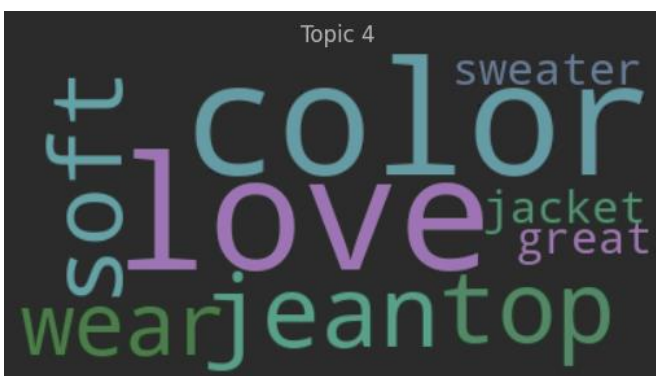 Topic 4
sweater
color
soft
love
jacket
great
wear
jean
top